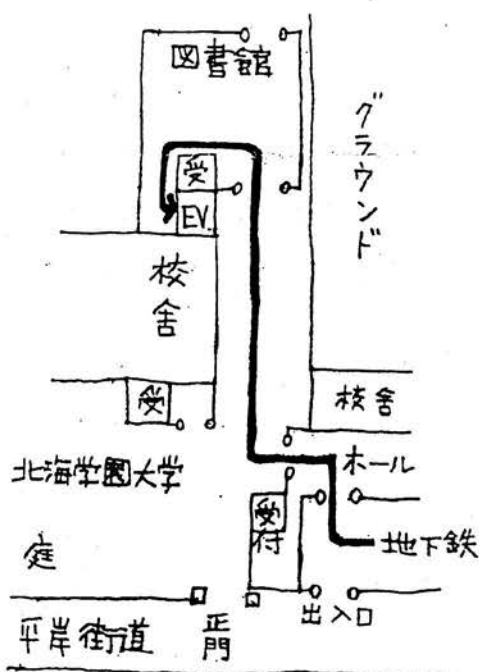 図書館
グラウンド
受
EV.
校舎
受
校舎
北海学園大学
ホール
受付
庭
地下鉄
出入口
平岸街道
正門